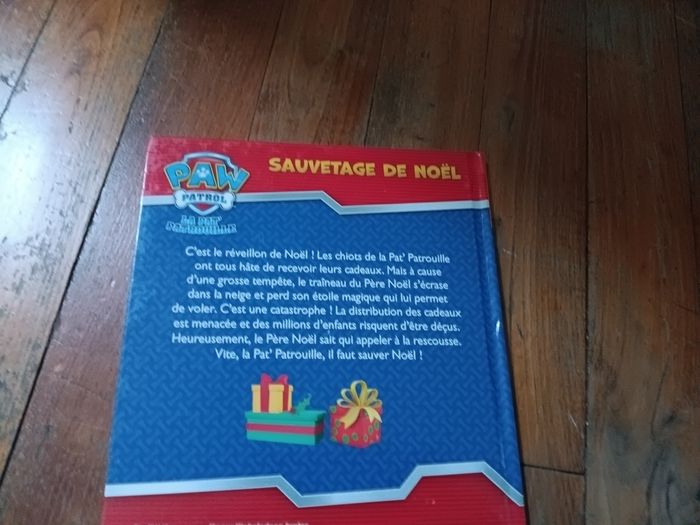 PAW
PATROL
LA PAT'
PATROUILLE
SAUVETAGE DE NOËL
C'est le réveillon de Noël ! Les chiots de la Pat' Patrouille
ont tous hâte de recevoir leurs cadeaux. Mais à cause
d'une grosse tempête, le traîneau du Père Noël s'écrase
dans la neige et perd son étoile magique qui lui permet
de voler. C'est une catastrophe ! La distribution des cadeaux
est menacée et des millions d'enfants risquent d'être déçus.
Heureusement, le Père Noël sait qui appeler à la rescousse.
Vite, la Pat' Patrouille, il faut sauver Noël !